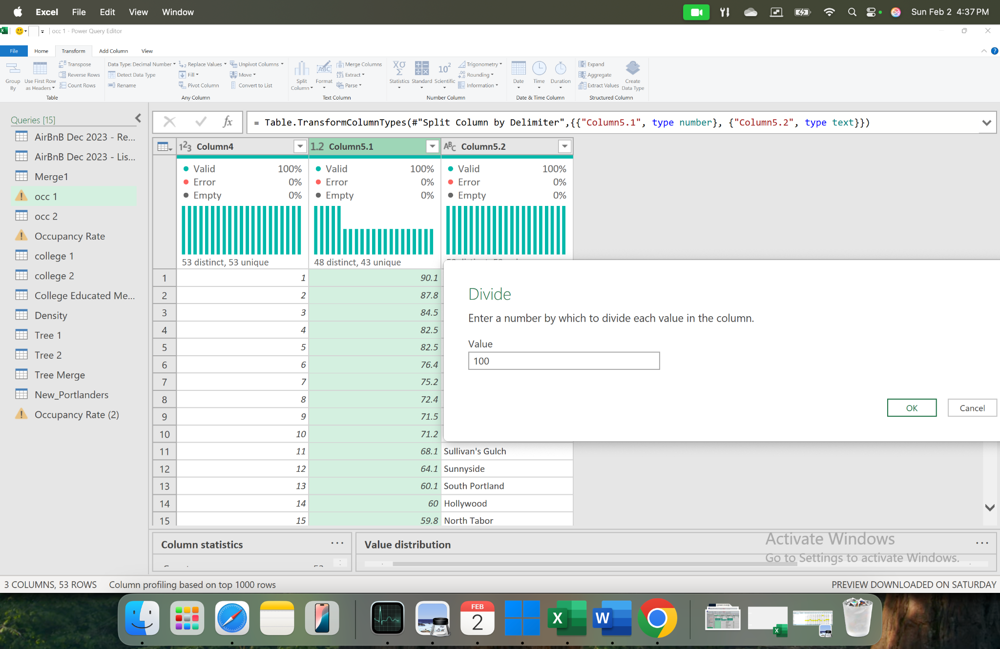 Excel File Edit View Window Sun Feb 2 4:37 PM
occ 1 - Power Query Editor
File Home Transform Add Column View
Group By
Use First Row as Headers
Transpose
Reverse Rows
Count Rows
Table
Data Type: Decimal Number
Detect Data Type
Rename
Replace Values
Fill
Pivot Column
Unpivot Columns
Move
Convert to List
Any Column
Split Column
Format
Merge Columns
Extract
Parse
Text Column
Statistics
Standard
Scientific
Trigonometry
Rounding
Information
Number Column
Date
Time
Duration
Date & Time Column
Expand
Aggregate
Extract Values
Create Data Type
Structured Column
Queries [15]
AirBnB Dec 2023 - Re...
AirBnB Dec 2023 - Lis...
Merge1
occ 1
occ 2
Occupancy Rate
college 1
college 2
College Educated Me...
Density
Tree 1
Tree 2
Tree Merge
New_Portlanders
Occupancy Rate (2)
fx = Table.TransformColumnTypes(#"Split Column by Delimiter",{{"Column5.1", type number}, {"Column5.2", type text}})
123 Column4 1.2 Column5.1 ABC Column5.2
Valid 100% Valid 100% Valid 100%
Error 0% Error 0% Error 0%
Empty 0% Empty 0% Empty 0%
53 distinct, 53 unique 48 distinct, 43 unique
1 1 90.1
2 2 87.8
3 3 84.5
4 4 82.5
5 5 82.5
6 6 76.4
7 7 75.2
8 8 72.4
9 9 71.5
10 10 71.2
11 11 68.1 Sullivan's Gulch
12 12 64.1 Sunnyside
13 13 60.1 South Portland
14 14 60 Hollywood
15 15 59.8 North Tabor
Divide
Enter a number by which to divide each value in the column.
Value
100
OK Cancel
Column statistics ...
Value distribution ...
Activate Windows
Go to Settings to activate Windows.
3 COLUMNS, 53 ROWS Column profiling based on top 1000 rows PREVIEW DOWNLOADED ON SATURDAY
FEB
2
X
W